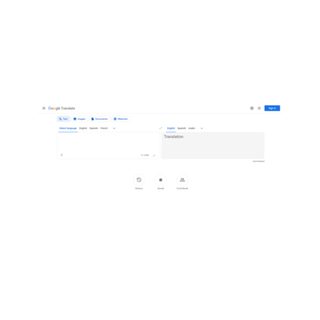 Google Translate
Sign in
Text Images Documents Websites
Detect language English Spanish French
English Spanish Arabic
Translation
History Saved Contribute